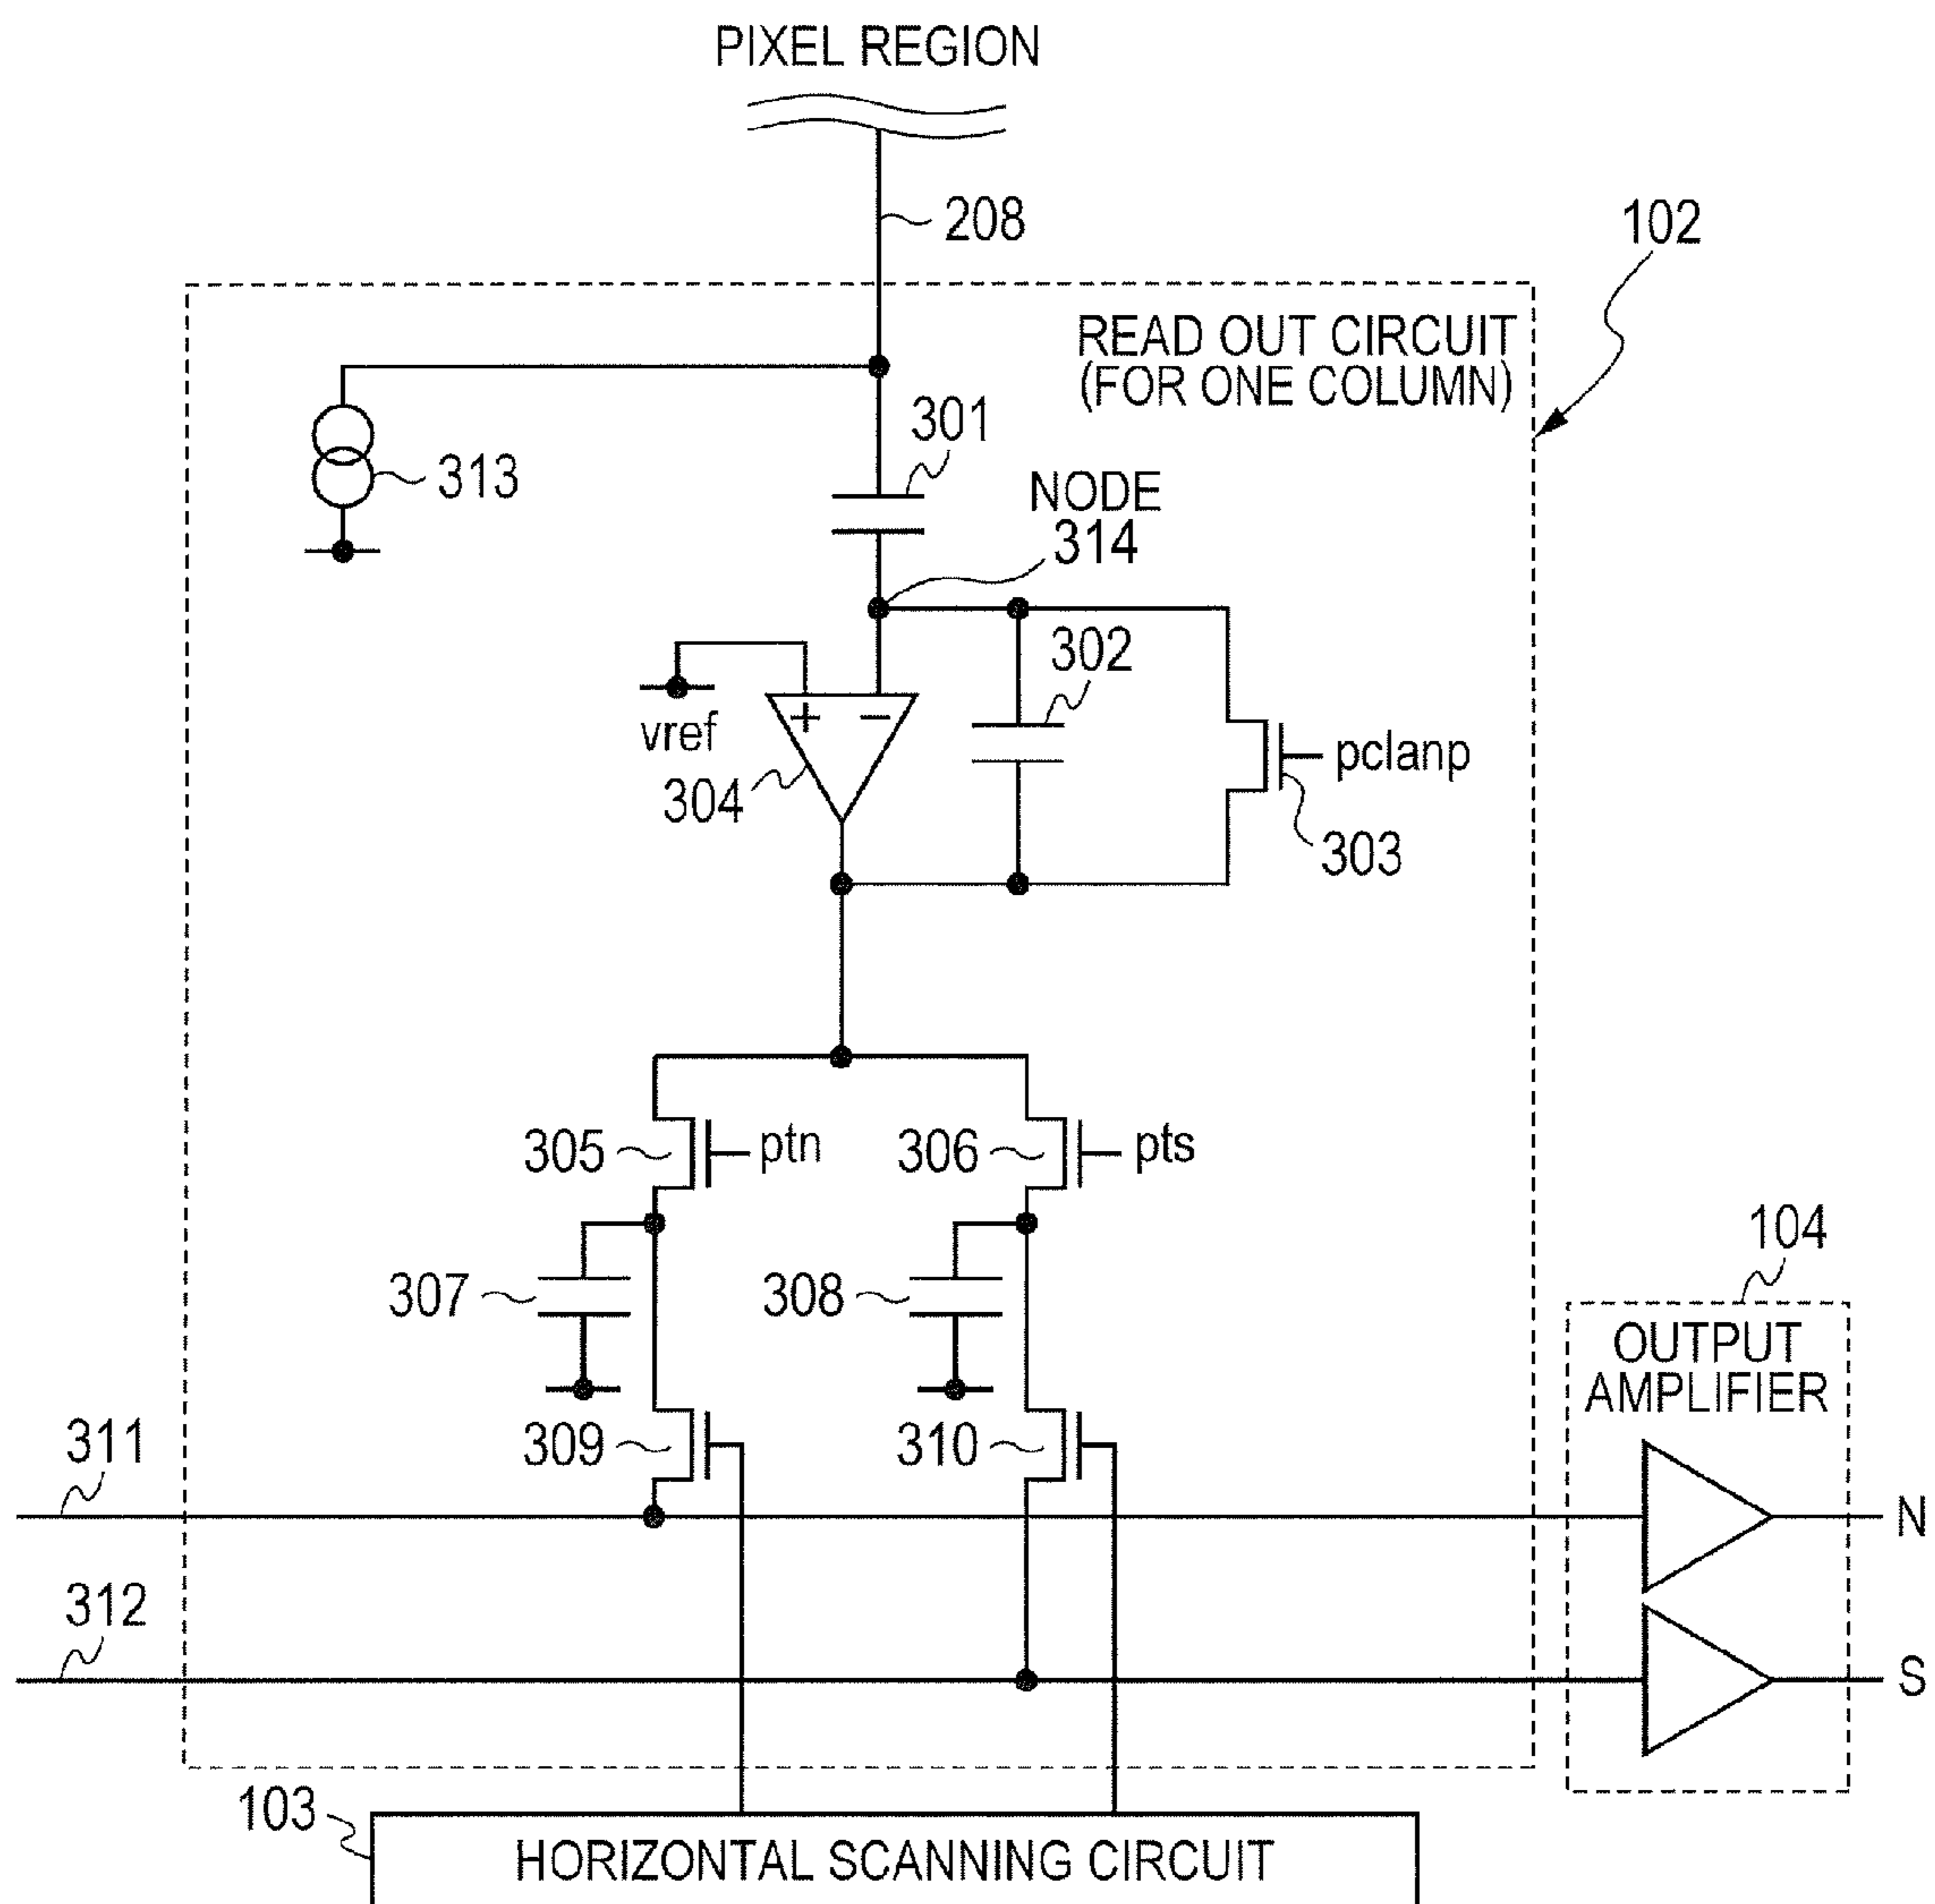 PIXEL REGION
208
102
READ OUT CIRCUIT
(FOR ONE COLUMN)
301
313
NODE
314
302
+ −
vref
pclanp
304
303
305
ptn
306
pts
104
307
308
OUTPUT
AMPLIFIER
311
309
310
N
312
S
103
HORIZONTAL SCANNING CIRCUIT